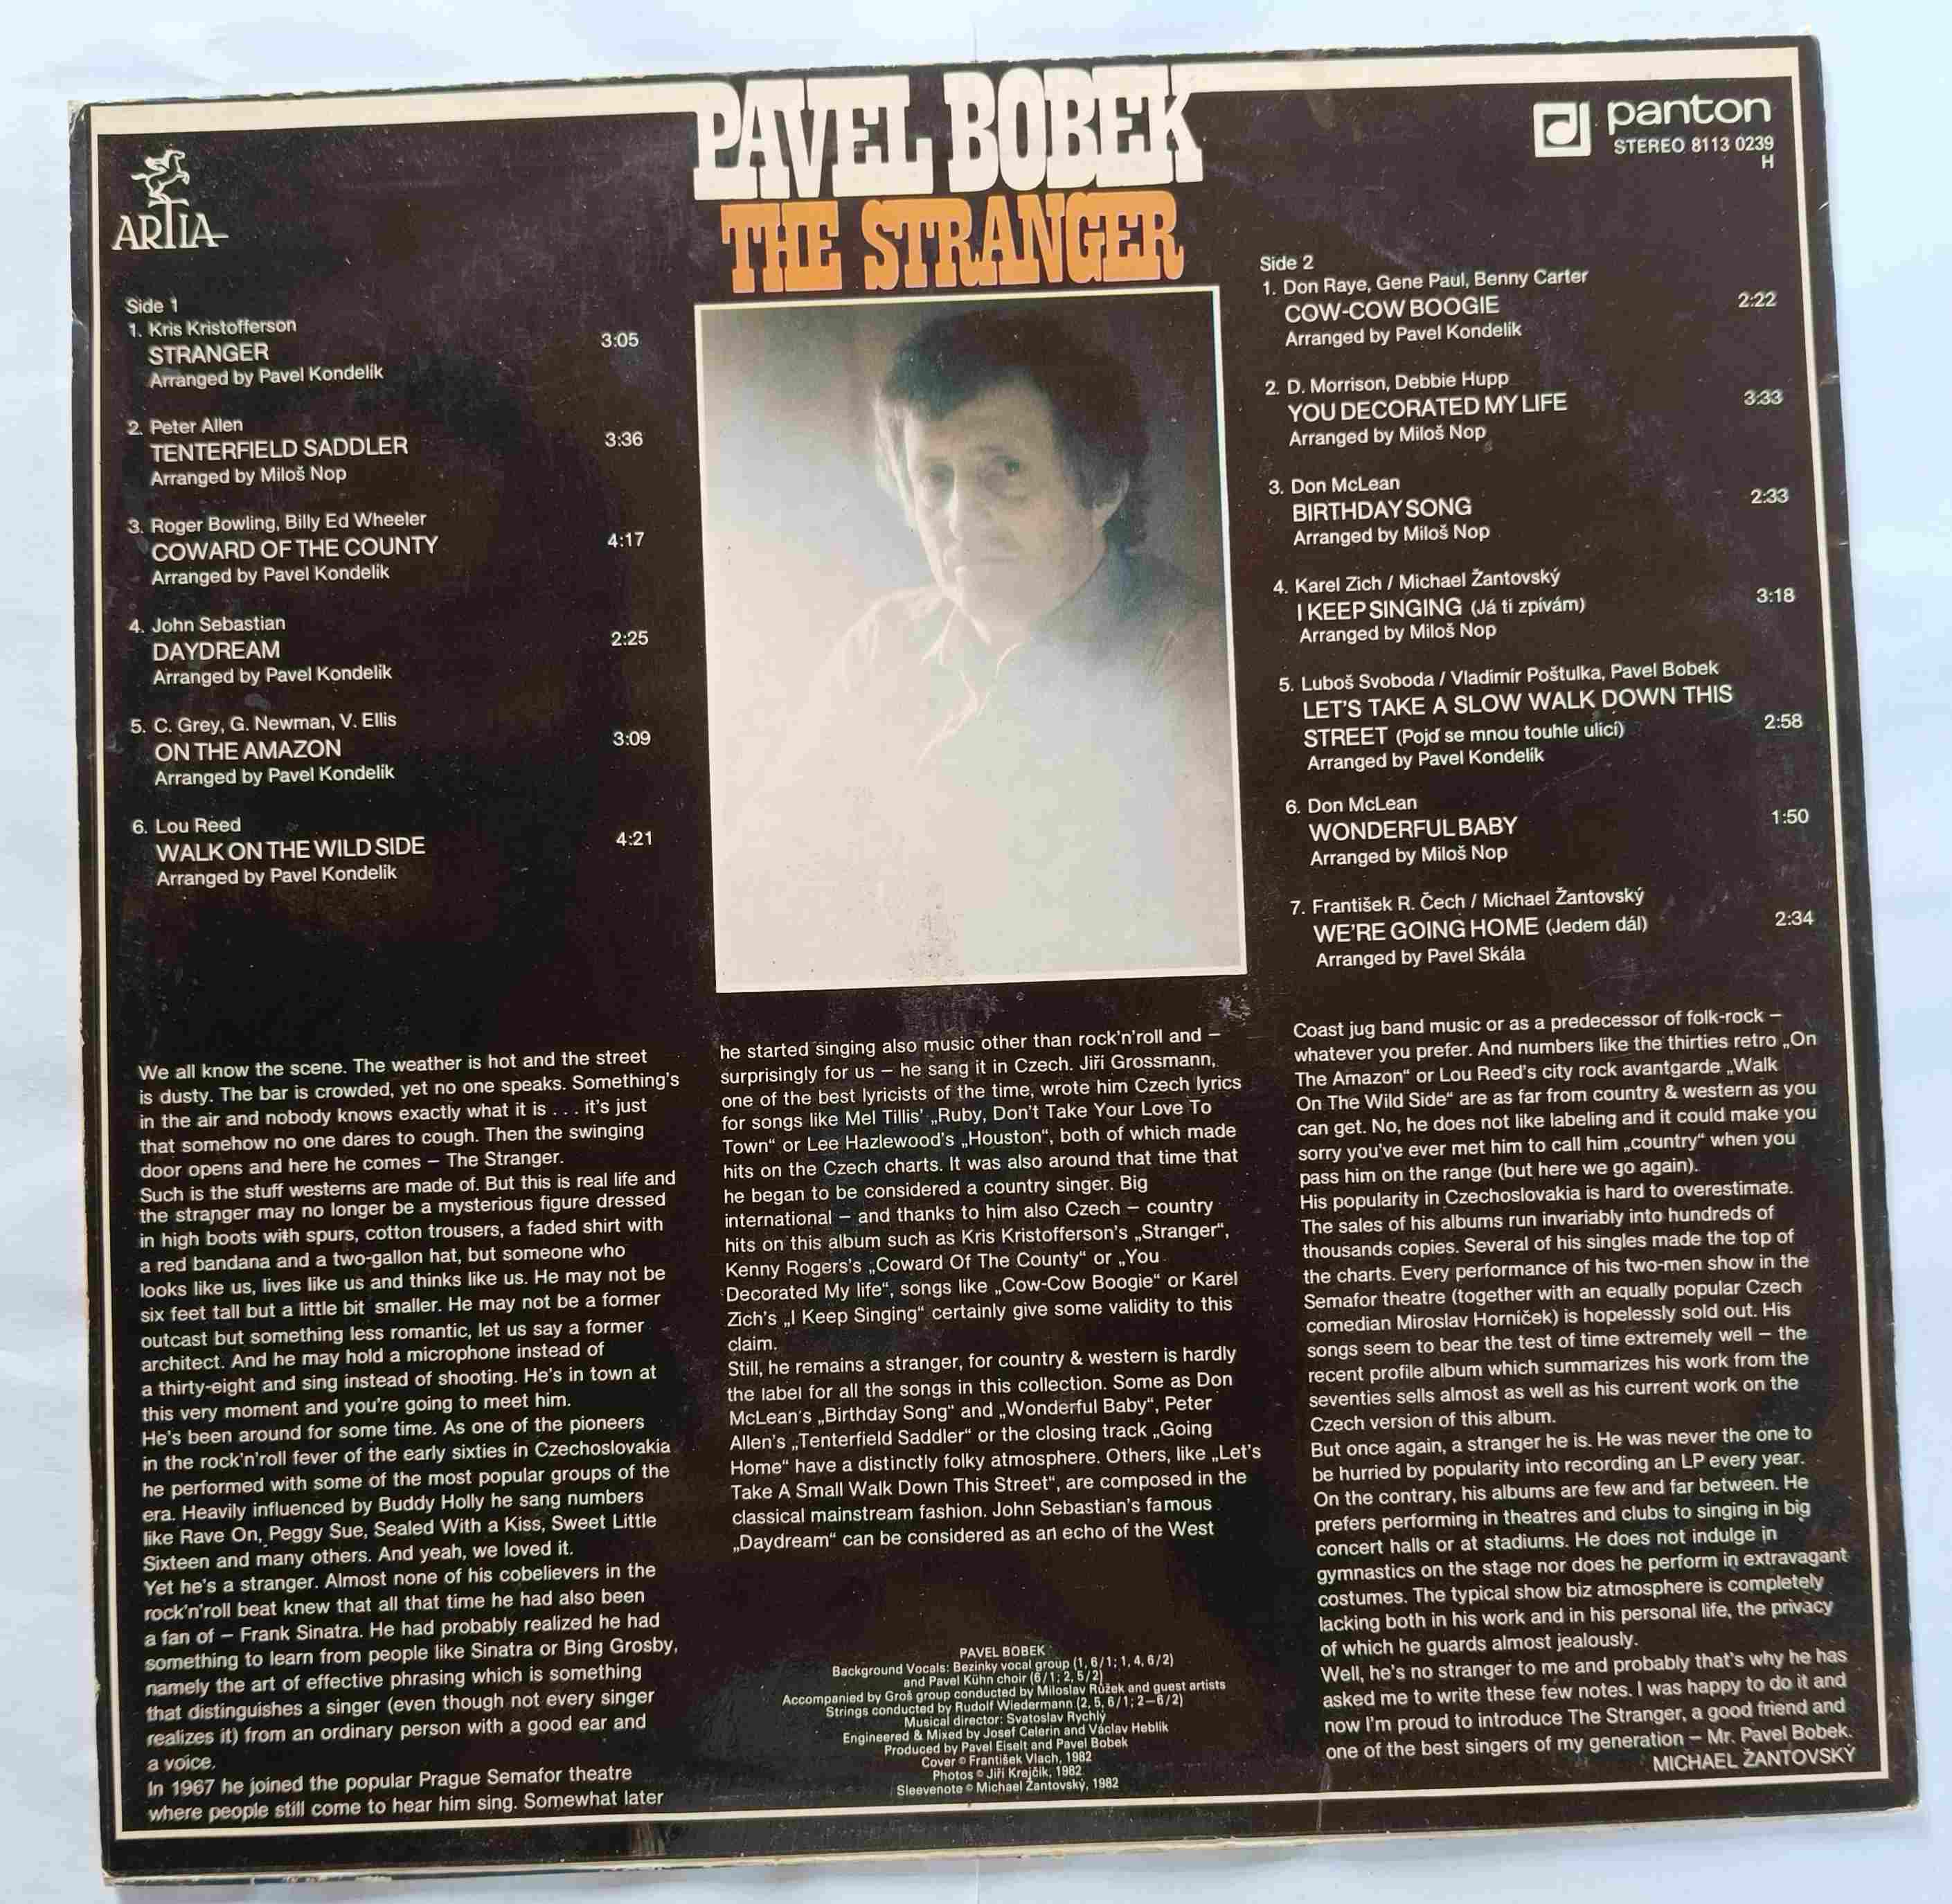 PAVEL BOBEK
THE STRANGER
ARTIA
panton
STEREO 8113 0239
H
Side 1
1. Kris Kristofferson
STRANGER 3:05
Arranged by Pavel Kondelík
2. Peter Allen
TENTERFIELD SADDLER 3:36
Arranged by Miloš Nop
3. Roger Bowling, Billy Ed Wheeler
COWARD OF THE COUNTY 4:17
Arranged by Pavel Kondelík
4. John Sebastian
DAYDREAM 2:25
Arranged by Pavel Kondelík
5. C. Grey, G. Newman, V. Ellis
ON THE AMAZON 3:09
Arranged by Pavel Kondelík
6. Lou Reed
WALK ON THE WILD SIDE 4:21
Arranged by Pavel Kondelík
Side 2
1. Don Raye, Gene Paul, Benny Carter
COW-COW BOOGIE 2:22
Arranged by Pavel Kondelík
2. D. Morrison, Debbie Hupp
YOU DECORATED MY LIFE 3:33
Arranged by Miloš Nop
3. Don McLean
BIRTHDAY SONG 2:33
Arranged by Miloš Nop
4. Karel Zich / Michael Žantovský
I KEEP SINGING (Já ti zpívám) 3:18
Arranged by Miloš Nop
5. Luboš Svoboda / Vladimír Poštulka, Pavel Bobek
LET'S TAKE A SLOW WALK DOWN THIS
STREET (Pojď se mnou touhle ulicí) 2:58
Arranged by Pavel Kondelík
6. Don McLean
WONDERFUL BABY 1:50
Arranged by Miloš Nop
7. František R. Čech / Michael Žantovský
WE'RE GOING HOME (Jedem dál) 2:34
Arranged by Pavel Skála
We all know the scene. The weather is hot and the street
is dusty. The bar is crowded, yet no one speaks. Something's
in the air and nobody knows exactly what it is . . . it's just
that somehow no one dares to cough. Then the swinging
door opens and here he comes – The Stranger.
Such is the stuff westerns are made of. But this is real life and
the stranger may no longer be a mysterious figure dressed
in high boots with spurs, cotton trousers, a faded shirt with
a red bandana and a two-gallon hat, but someone who
looks like us, lives like us and thinks like us. He may not be
six feet tall but a little bit smaller. He may not be a former
outcast but something less romantic, let us say a former
architect. And he may hold a microphone instead of
a thirty-eight and sing instead of shooting. He's in town at
this very moment and you're going to meet him.
He's been around for some time. As one of the pioneers
in the rock'n'roll fever of the early sixties in Czechoslovakia
he performed with some of the most popular groups of the
era. Heavily influenced by Buddy Holly he sang numbers
like Rave On, Peggy Sue, Sealed With a Kiss, Sweet Little
Sixteen and many others. And yeah, we loved it.
Yet he's a stranger. Almost none of his cobelievers in the
rock'n'roll beat knew that all that time he had also been
a fan of – Frank Sinatra. He had probably realized he had
something to learn from people like Sinatra or Bing Grosby,
namely the art of effective phrasing which is something
that distinguishes a singer (even though not every singer
realizes it) from an ordinary person with a good ear and
a voice.
In 1967 he joined the popular Prague Semafor theatre
where people still come to hear him sing. Somewhat later
he started singing also music other than rock'n'roll and –
surprisingly for us – he sang it in Czech. Jiří Grossmann,
one of the best lyricists of the time, wrote him Czech lyrics
for songs like Mel Tillis' „Ruby, Don't Take Your Love To
Town“ or Lee Hazlewood's „Houston“, both of which made
hits on the Czech charts. It was also around that time that
he began to be considered a country singer. Big
international – and thanks to him also Czech – country
hits on this album such as Kris Kristofferson's „Stranger“,
Kenny Rogers's „Coward Of The County“ or „You
Decorated My life“, songs like „Cow-Cow Boogie“ or Karel
Zich's „I Keep Singing“ certainly give some validity to this
claim.
Still, he remains a stranger, for country & western is hardly
the label for all the songs in this collection. Some as Don
McLean's „Birthday Song“ and „Wonderful Baby“, Peter
Allen's „Tenterfield Saddler“ or the closing track „Going
Home“ have a distinctly folky atmosphere. Others, like „Let's
Take A Small Walk Down This Street“, are composed in the
classical mainstream fashion. John Sebastian's famous
„Daydream“ can be considered as an echo of the West
Coast jug band music or as a predecessor of folk-rock –
whatever you prefer. And numbers like the thirties retro „On
The Amazon“ or Lou Reed's city rock avantgarde „Walk
On The Wild Side“ are as far from country & western as you
can get. No, he does not like labeling and it could make you
sorry you've ever met him to call him „country“ when you
pass him on the range (but here we go again).
His popularity in Czechoslovakia is hard to overestimate.
The sales of his albums run invariably into hundreds of
thousands copies. Several of his singles made the top of
the charts. Every performance of his two-men show in the
Semafor theatre (together with an equally popular Czech
comedian Miroslav Horníček) is hopelessly sold out. His
songs seem to bear the test of time extremely well – the
recent profile album which summarizes his work from the
seventies sells almost as well as his current work on the
Czech version of this album.
But once again, a stranger he is. He was never the one to
be hurried by popularity into recording an LP every year.
On the contrary, his albums are few and far between. He
prefers performing in theatres and clubs to singing in big
concert halls or at stadiums. He does not indulge in
gymnastics on the stage nor does he perform in extravagant
costumes. The typical show biz atmosphere is completely
lacking both in his work and in his personal life, the privacy
of which he guards almost jealously.
Well, he's no stranger to me and probably that's why he has
asked me to write these few notes. I was happy to do it and
now I'm proud to introduce The Stranger, a good friend and
one of the best singers of my generation – Mr. Pavel Bobek.
MICHAEL ŽANTOVSKÝ
PAVEL BOBEK
Background Vocals: Bezinky vocal group (1, 6/1; 1, 4, 6/2)
and Pavel Kühn choir (6/1; 2, 5/2)
Accompanied by Groš group conducted by Miloslav Růžek and guest artists
Strings conducted by Rudolf Wiedermann (2, 5, 6/1; 2–6/2)
Musical director: Svatoslav Rychlý
Engineered & Mixed by Josef Celerin and Václav Heblík
Produced by Pavel Eiselt and Pavel Bobek
Cover © František Vlach, 1982
Photos © Jiří Krejčík, 1982
Sleevenote © Michael Žantovský, 1982